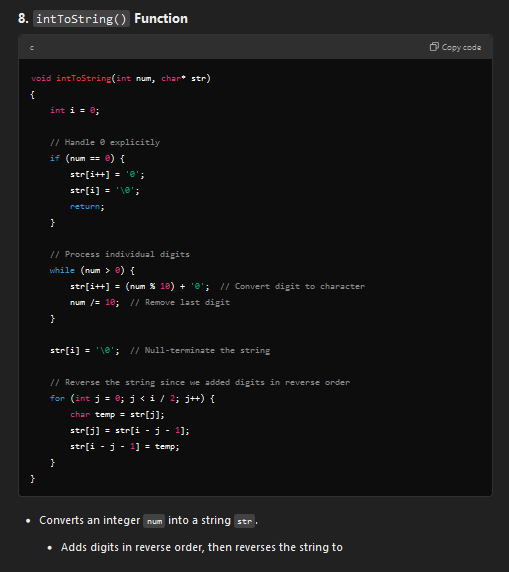 8. intToString() Function
c
Copy code
void intToString(int num, char* str)
{
    int i = 0;

    // Handle 0 explicitly
    if (num == 0) {
        str[i++] = '0';
        str[i] = '\0';
        return;
    }

    // Process individual digits
    while (num > 0) {
        str[i++] = (num % 10) + '0';  // Convert digit to character
        num /= 10;  // Remove last digit
    }

    str[i] = '\0';  // Null-terminate the string

    // Reverse the string since we added digits in reverse order
    for (int j = 0; j < i / 2; j++) {
        char temp = str[j];
        str[j] = str[i - j - 1];
        str[i - j - 1] = temp;
    }
}
• Converts an integer num into a string str.
• Adds digits in reverse order, then reverses the string to